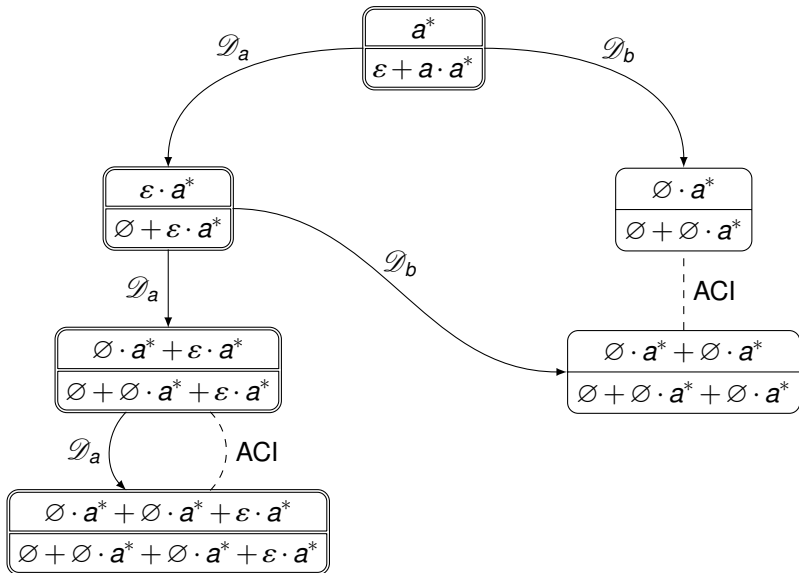 a*
𝒟a 𝒟b
ε + a · a*
ε · a* ∅ · a*
∅ + ε · a* ∅ + ∅ · a*
𝒟b
𝒟a ACI
∅ · a* + ε · a* ∅ · a* + ∅ · a*
∅ + ∅ · a* + ε · a* ∅ + ∅ · a* + ∅ · a*
𝒟a ACI
∅ · a* + ∅ · a* + ε · a*
∅ + ∅ · a* + ∅ · a* + ε · a*